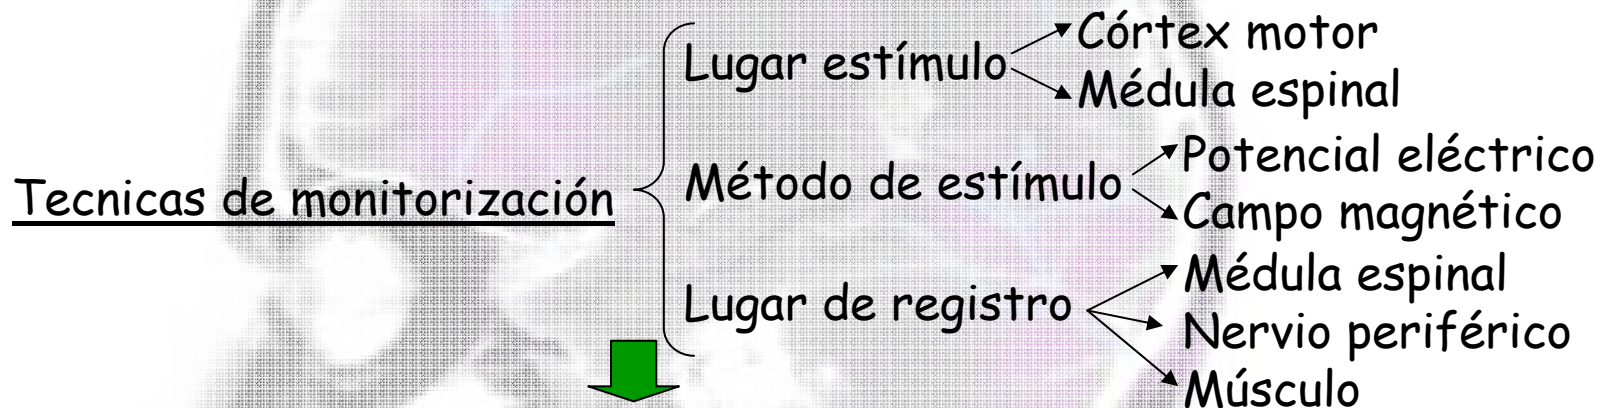 Tecnicas de monitorización
Lugar estímulo
Córtex motor
Médula espinal
Método de estímulo
Potencial eléctrico
Campo magnético
Lugar de registro
Médula espinal
Nervio periférico
Músculo